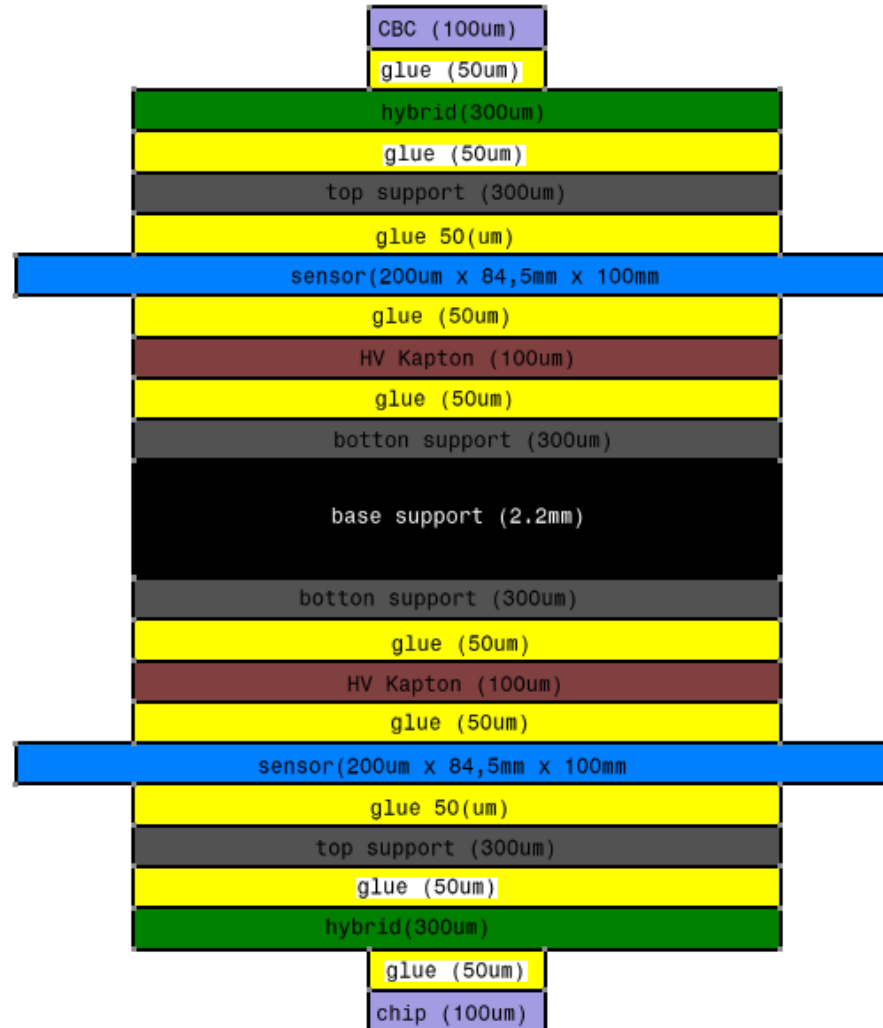 CBC (100um)
glue (50um)
hybrid(300um)
glue (50um)
top support (300um)
glue 50(um)
sensor(200um x 84,5mm x 100mm
glue (50um)
HV Kapton (100um)
glue (50um)
botton support (300um)
base support (2.2mm)
botton support (300um)
glue (50um)
HV Kapton (100um)
glue (50um)
sensor(200um x 84,5mm x 100mm
glue 50(um)
top support (300um)
glue (50um)
hybrid(300um)
glue (50um)
chip (100um)